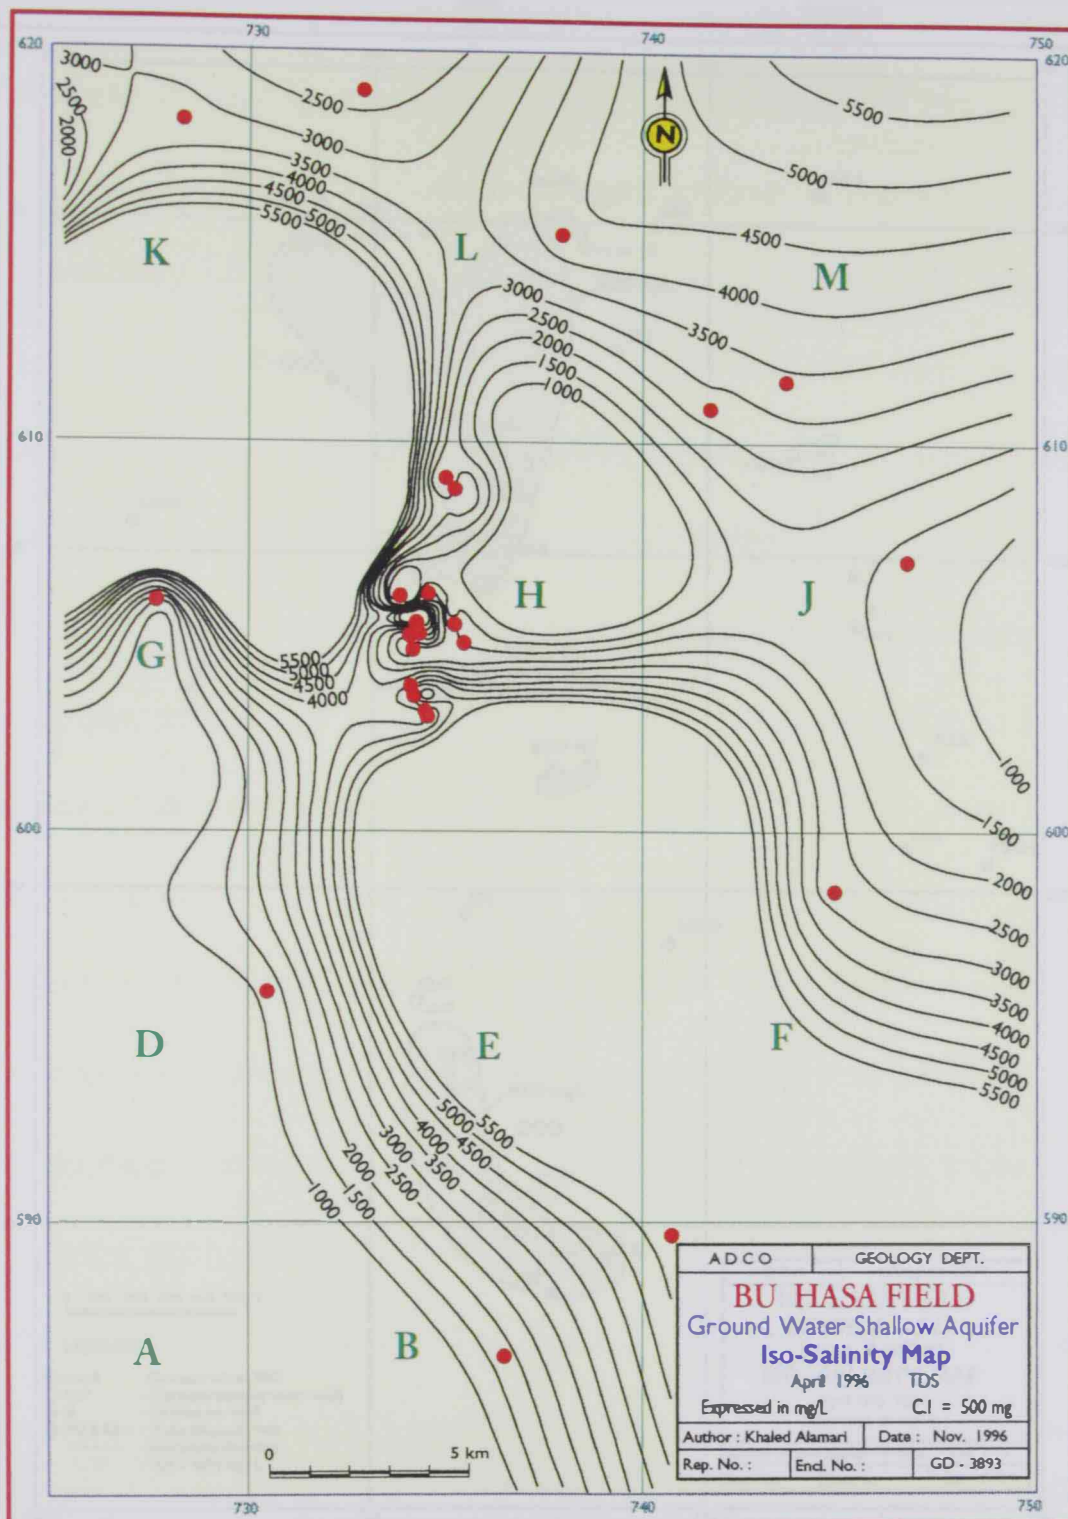 730
740
750
620
620
3000
2500
2000
2500
3000
3500
4000
4500
5000
5500
5500
5000
4500
4000
3500
N
K
L
M
3000
2500
2000
1500
1000
610
610
H
J
G
5500
5000
4500
4000
1000
1500
2000
2500
3000
3500
4000
4500
5000
5500
600
600
D
E
F
5500
5000
4500
4000
3500
3000
2500
2000
1500
1000
590
590
A
B
0
5 km
ADCO
GEOLOGY DEPT.
BU HASA FIELD
Ground Water Shallow Aquifer
Iso-Salinity Map
April 1996 TDS
Expressed in mg/L C.I = 500 mg
Author : Khaled Alamari
Date : Nov. 1996
Rep. No. :
Encl. No. :
GD - 3893
730
740
750